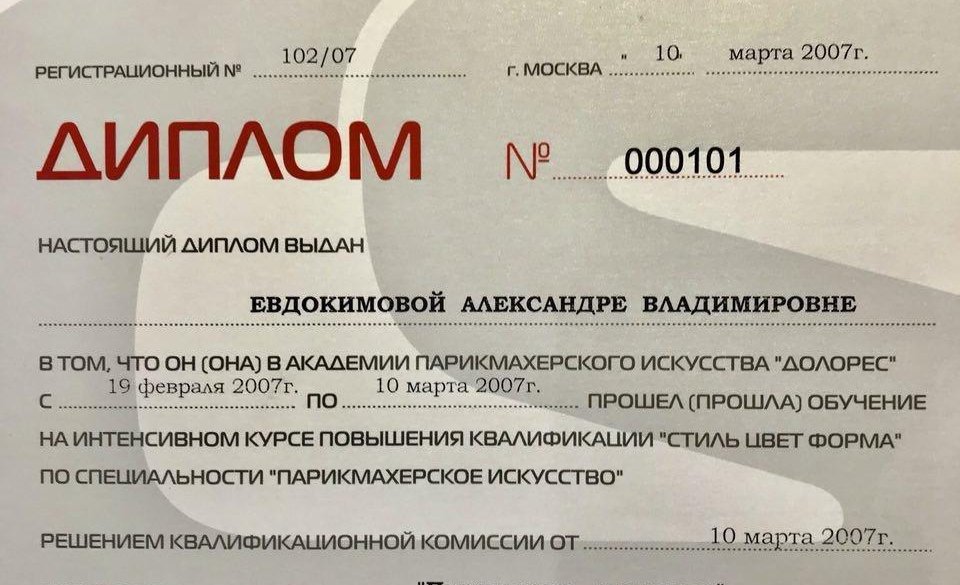 РЕГИСТРАЦИОННЫЙ № 102/07 г. МОСКВА " 10 " марта 2007г.
ДИПЛОМ № 000101
НАСТОЯЩИЙ ДИПЛОМ ВЫДАН
ЕВДОКИМОВОЙ АЛЕКСАНДРЕ ВЛАДИМИРОВНЕ
В ТОМ, ЧТО ОН (ОНА) В АКАДЕМИИ ПАРИКМАХЕРСКОГО ИСКУССТВА "ДОЛОРЕС"
С 19 февраля 2007г. ПО 10 марта 2007г. ПРОШЕЛ (ПРОШЛА) ОБУЧЕНИЕ
НА ИНТЕНСИВНОМ КУРСЕ ПОВЫШЕНИЯ КВАЛИФИКАЦИИ "СТИЛЬ ЦВЕТ ФОРМА"
ПО СПЕЦИАЛЬНОСТИ "ПАРИКМАХЕРСКОЕ ИСКУССТВО"
РЕШЕНИЕМ КВАЛИФИКАЦИОННОЙ КОМИССИИ ОТ 10 марта 2007г.